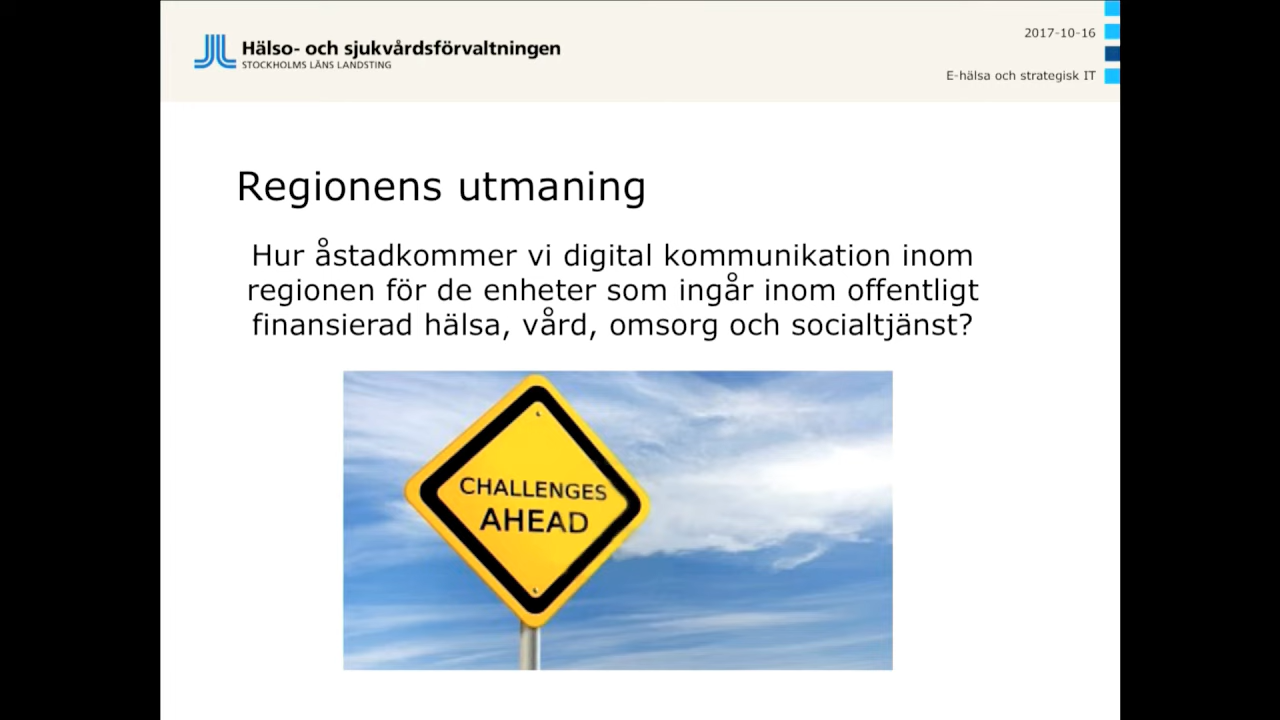 Hälso- och sjukvårdsförvaltningen
STOCKHOLMS LÄNS LANDSTING
2017-10-16
E-hälsa och strategisk IT
Regionens utmaning
Hur åstadkommer vi digital kommunikation inom
regionen för de enheter som ingår inom offentligt
finansierad hälsa, vård, omsorg och socialtjänst?
CHALLENGES
AHEAD